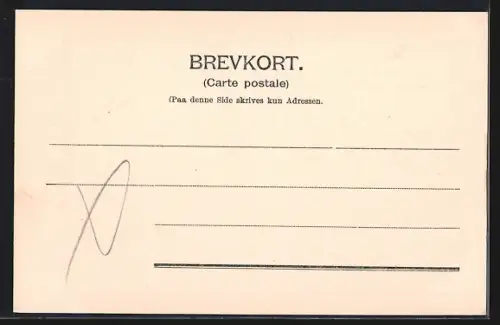 BREVKORT.
(Carte postale)
(Paa denne Side skrives kun Adressen.